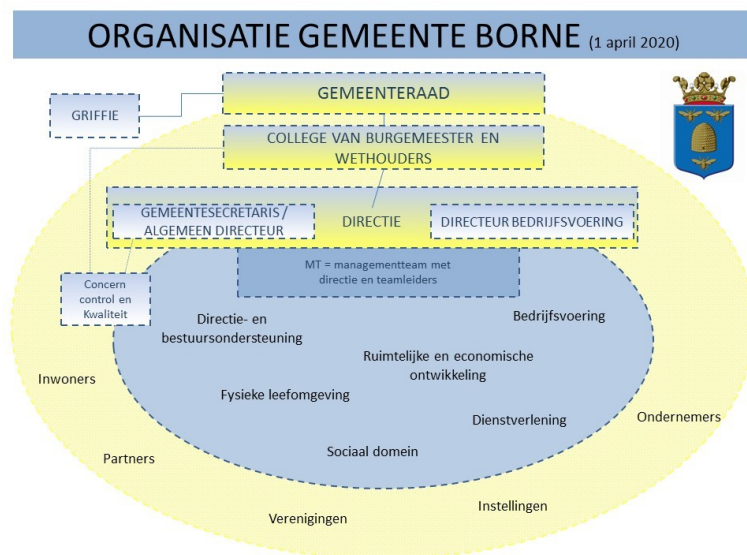 ORGANISATIE GEMEENTE BORNE (1 april 2020)
GEMEENTERAAD
GRIFFIE
COLLEGE VAN BURGEMEESTER EN
WETHOUDERS
GEMEENTESECRETARIS /
ALGEMEEN DIRECTEUR
DIRECTIE
DIRECTEUR BEDRIJFSVOERING
MT = managementteam met
directie en teamleiders
Concern
control en
Kwaliteit
Directie- en
bestuursondersteuning
Bedrijfsvoering
Ruimtelijke en economische
ontwikkeling
Inwoners
Fysieke leefomgeving
Dienstverlening
Ondernemers
Partners
Sociaal domein
Verenigingen
Instellingen